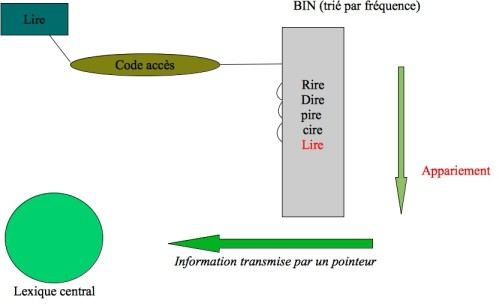 BIN (trié par fréquence)
Lire
Code accès
Rire
Dire
pire
cire
Lire
Appariement
Information transmise par un pointeur
Lexique central